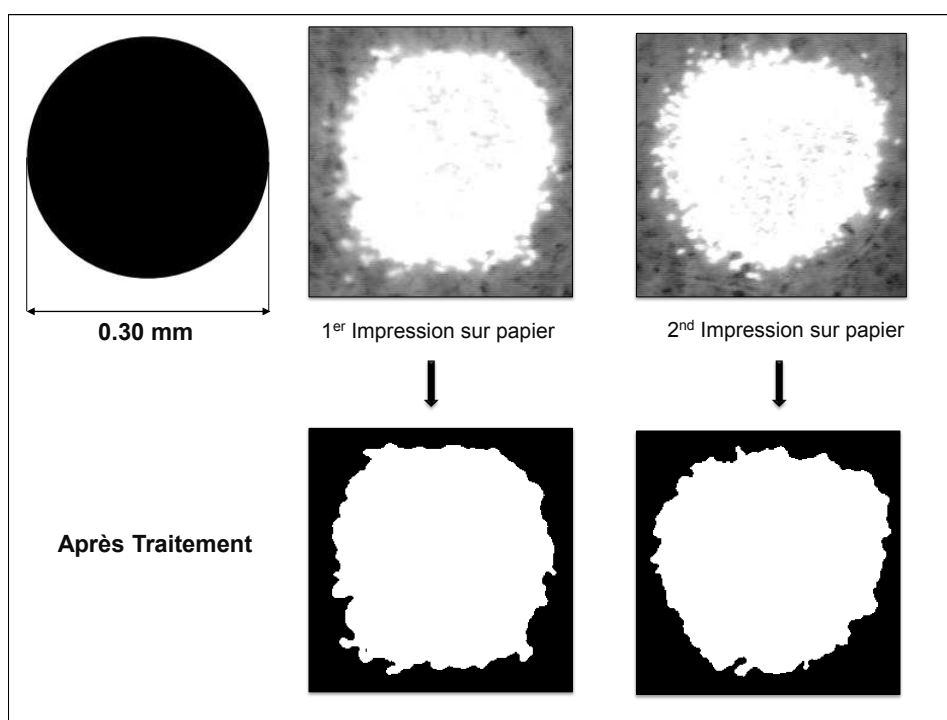 0.30 mm
1er Impression sur papier
2nd Impression sur papier
Après Traitement